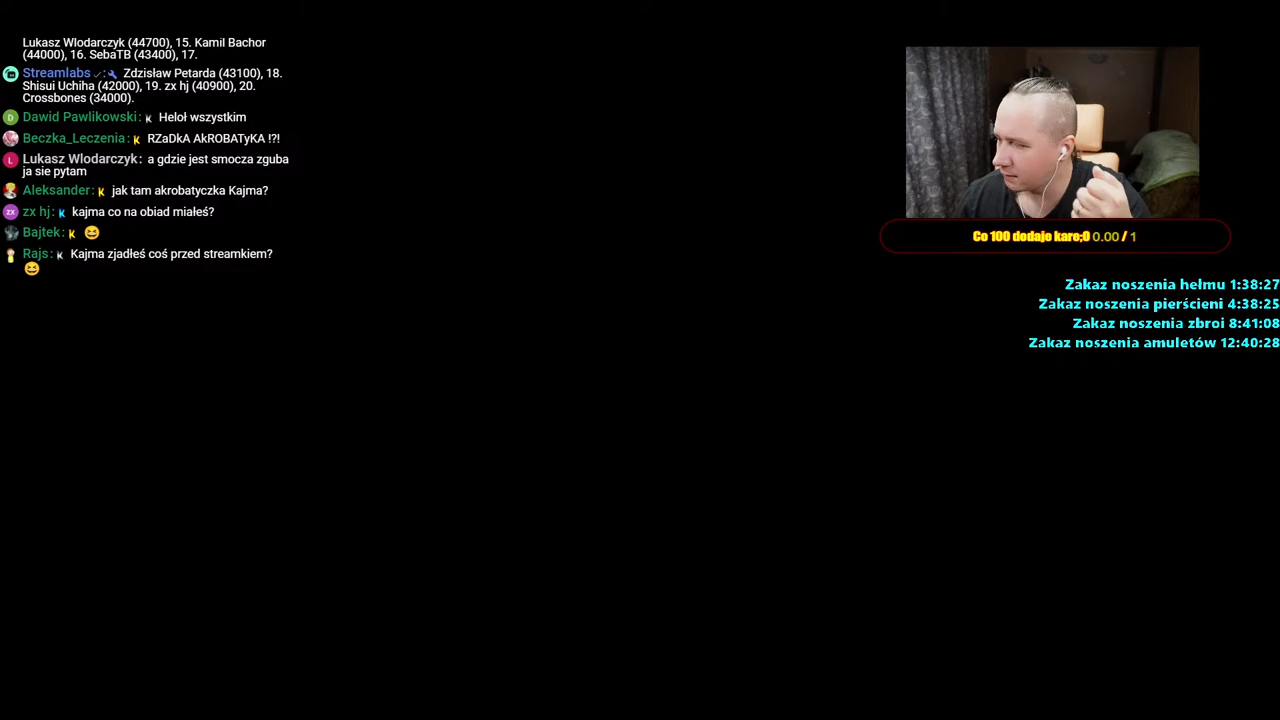 Lukasz Wlodarczyk (44700), 15. Kamil Bachor
(44000), 16. SebaTB (43400), 17.
Streamlabs : Zdzisław Petarda (43100), 18.
Shisui Uchiha (42000), 19. zx hj (40900), 20.
Crossbones (34000).
Dawid Pawlikowski: K Heloł wszystkim
Beczka_Leczenia: K RZaDkA AkROBATyKA !?!
Lukasz Wlodarczyk: a gdzie jest smocza zguba
ja sie pytam
Aleksander: K jak tam akrobatyczka Kajma?
zx hj: K kajma co na obiad miałeś?
Bajtek: K 😆
Rajs: K Kajma zjadłeś coś przed streamkiem?
😆
Co 100 dodaje kare;0 0.00 / 1
Zakaz noszenia hełmu 1:38:27
Zakaz noszenia pierścieni 4:38:25
Zakaz noszenia zbroi 8:41:08
Zakaz noszenia amuletów 12:40:28